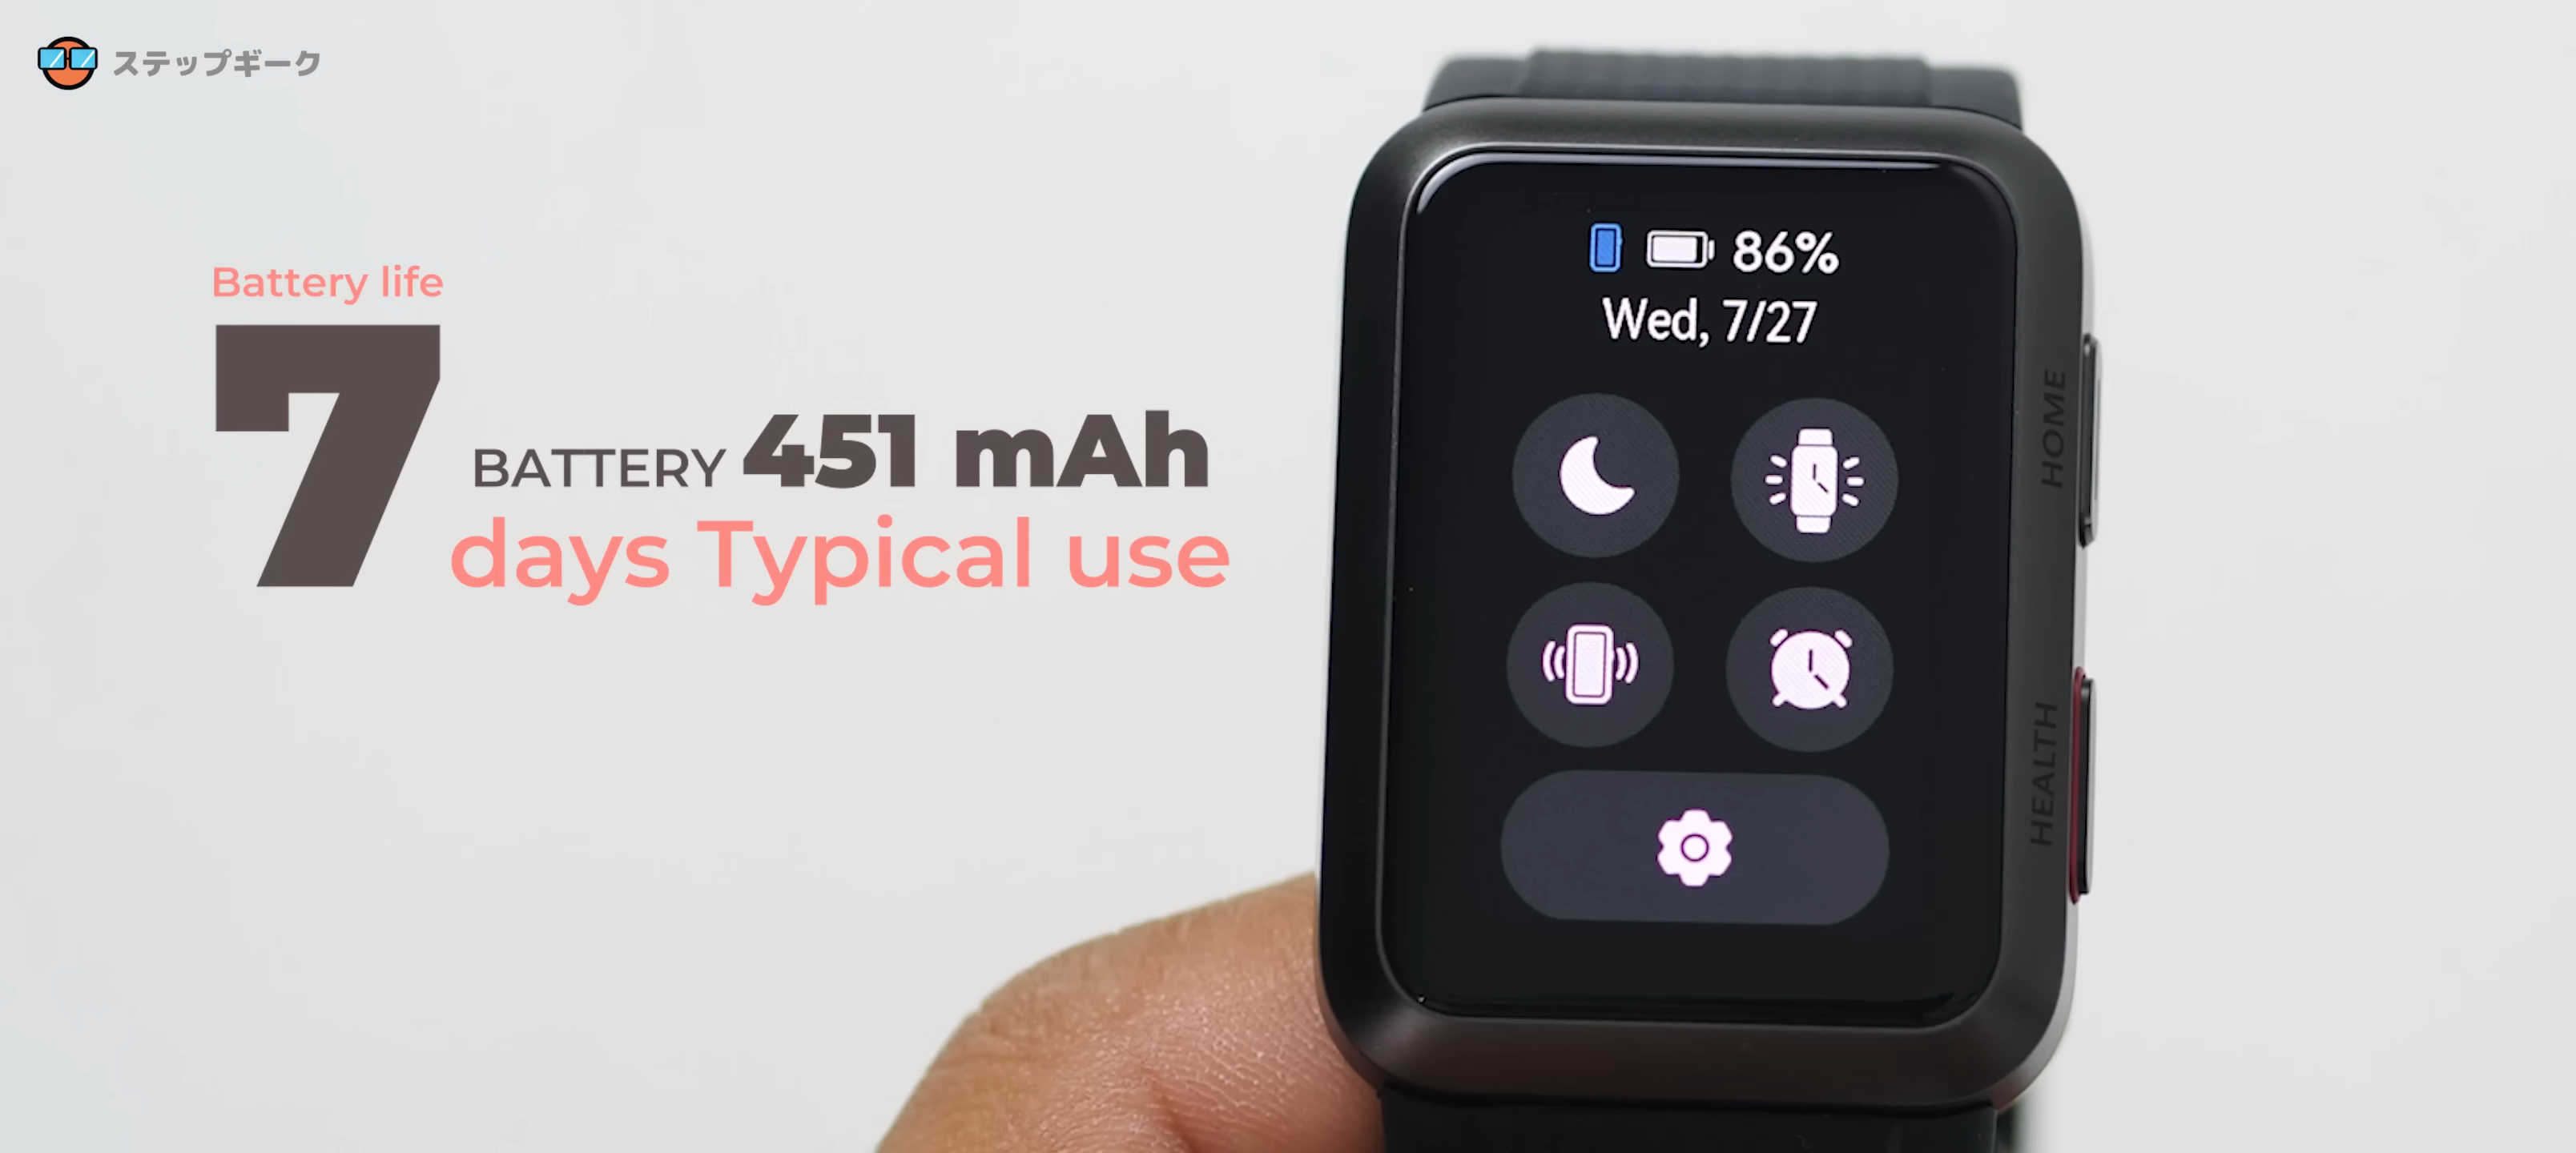 ステップギーク
Battery life
7
BATTERY 451 mAh
days Typical use
86%
Wed, 7/27
HOME
HEALTH